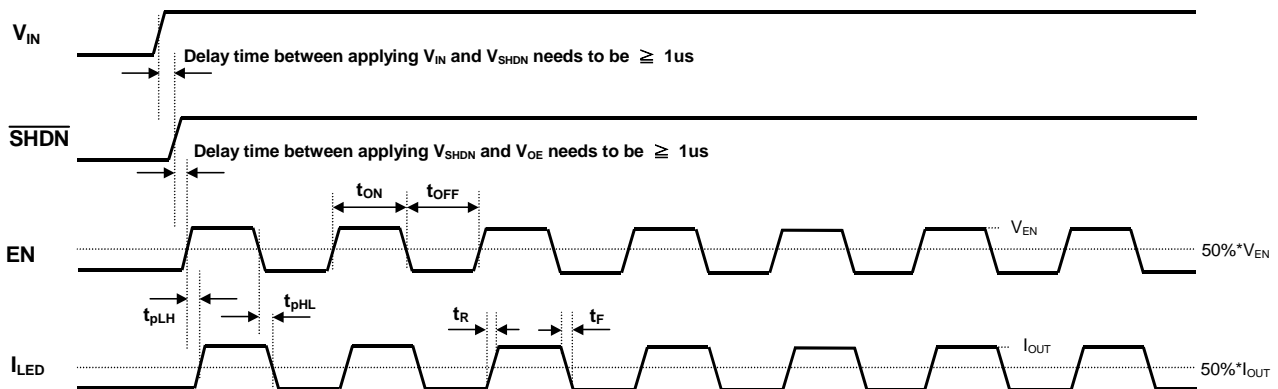 VIN
Delay time between applying VIN and VSHDN needs to be ≧ 1us
SHDN
Delay time between applying VSHDN and VOE needs to be ≧ 1us
tON tOFF
VEN
EN
50%*VEN
tpLH tpHL tR tF
IOUT
ILED
50%*IOUT